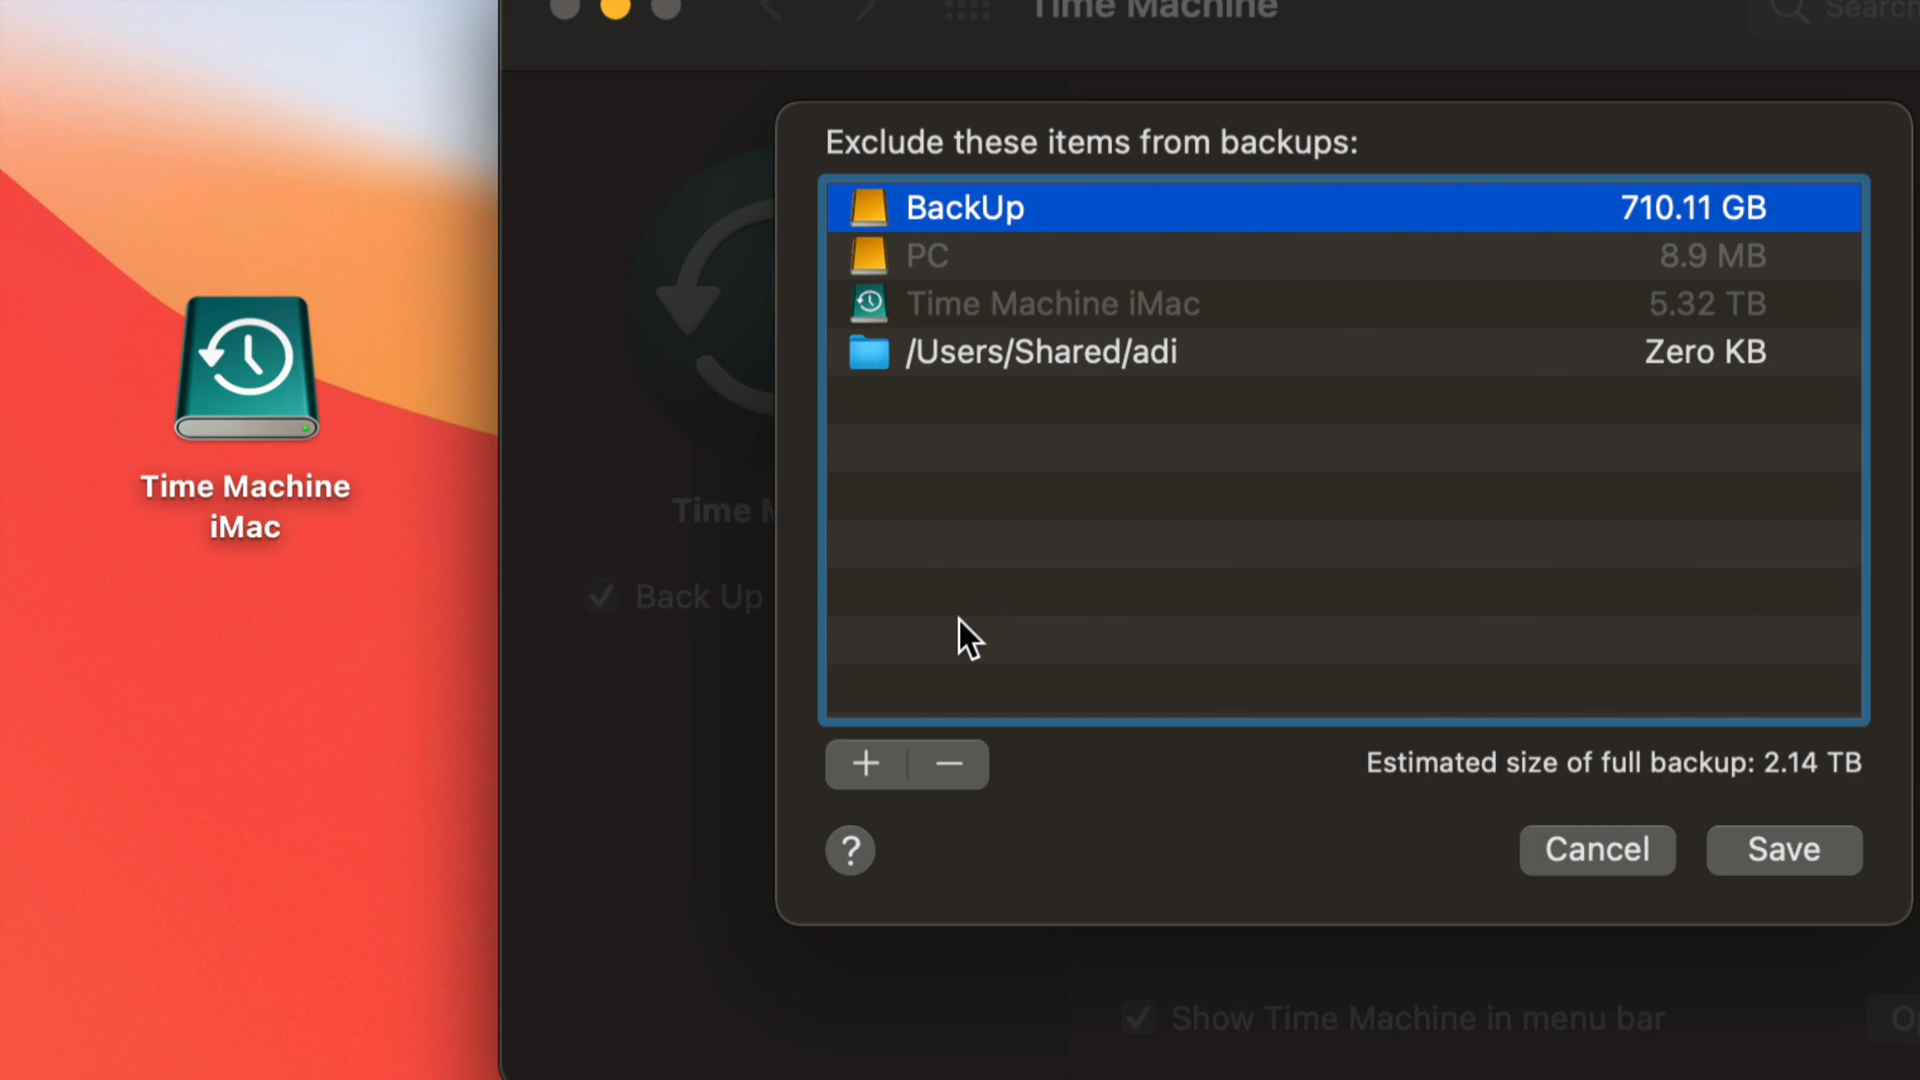 Time Machine
Search
Exclude these items from backups:
BackUp 710.11 GB
PC 8.9 MB
Time Machine iMac 5.32 TB
/Users/Shared/adi Zero KB
Time Machine
iMac
Time M
Back Up
+ −
Estimated size of full backup: 2.14 TB
?
Cancel
Save
Show Time Machine in menu bar